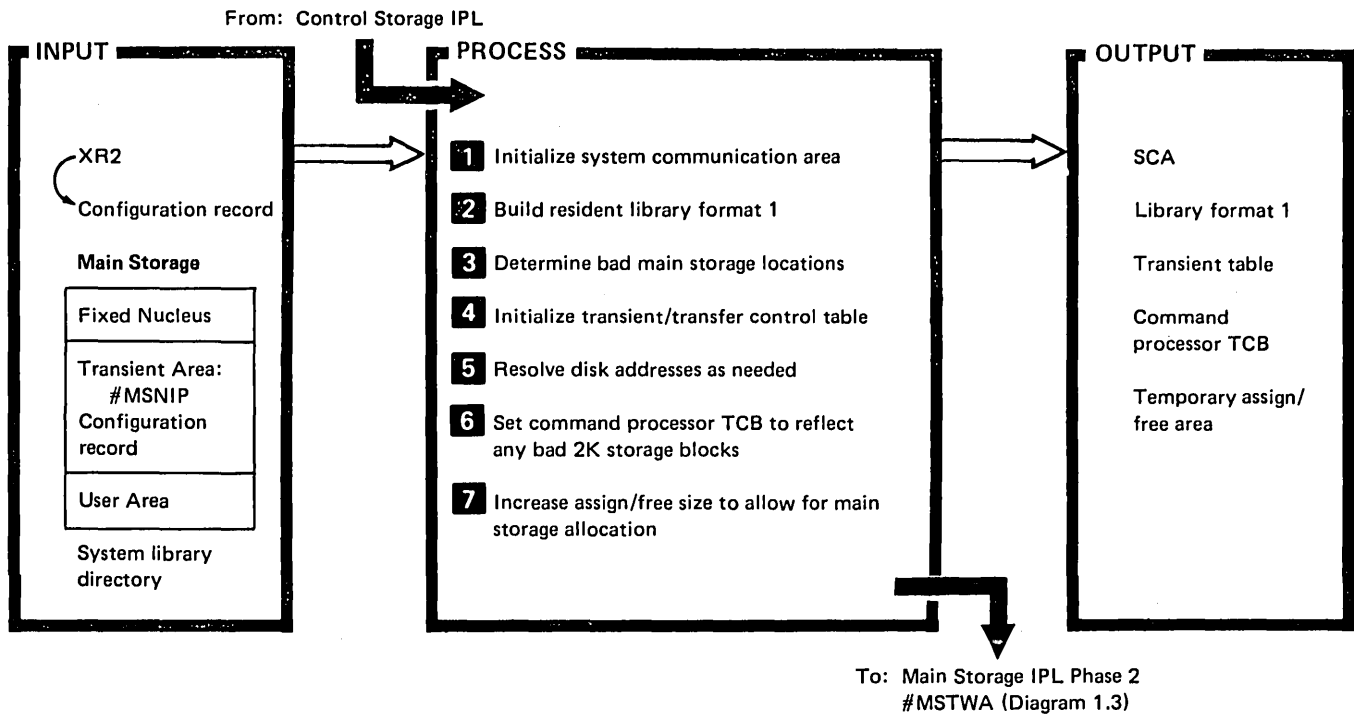 From: Control Storage IPL
INPUT
XR2
Configuration record
Main Storage
Fixed Nucleus
Transient Area:
#MSNIP
Configuration
record
User Area
System library
directory
PROCESS
1 Initialize system communication area
2 Build resident library format 1
3 Determine bad main storage locations
4 Initialize transient/transfer control table
5 Resolve disk addresses as needed
6 Set command processor TCB to reflect
any bad 2K storage blocks
7 Increase assign/free size to allow for main
storage allocation
OUTPUT
SCA
Library format 1
Transient table
Command
processor TCB
Temporary assign/
free area
To: Main Storage IPL Phase 2
#MSTWA (Diagram 1.3)